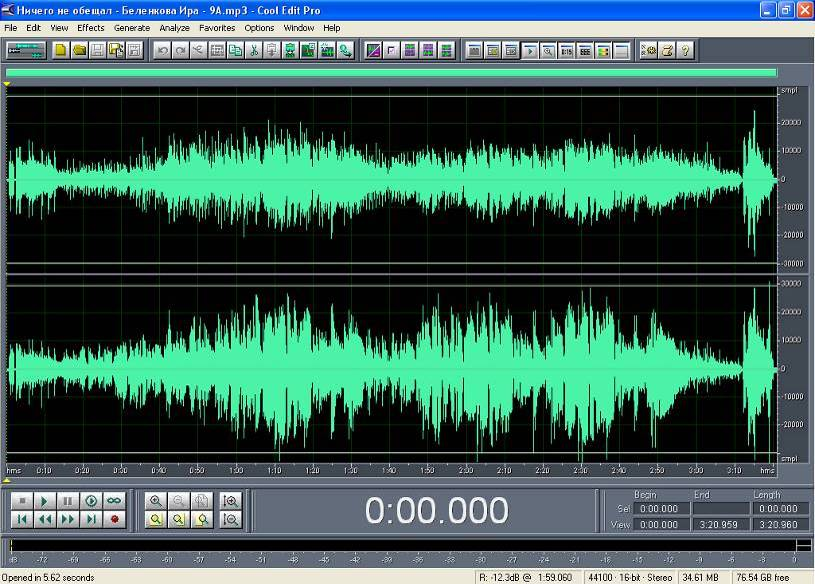 Ничего не обещал - Беленкова Ира - 9А.mp3 - Cool Edit Pro
File Edit View Effects Generate Analyze Favorites Options Window Help
smpl
20000
10000
0
-10000
-20000
-30000
30000
20000
10000
0
-10000
-20000
smpl
hms 0:10 0:20 0:30 0:40 0:50 1:00 1:10 1:20 1:30 1:40 1:50 2:00 2:10 2:20 2:30 2:40 2:50 3:00 3:10 hms
0:00.000
Begin End Length
Sel 0:00.000 0:00.000
View 0:00.000 3:20.959 3:20.960
dB -72 -69 -66 -63 -60 -57 -54 -51 -48 -45 -42 -39 -36 -33 -30 -27 -24 -21 -18 -15 -12 -9 -6 -3 0
Opened in 5.62 seconds R: -12.3dB @ 1:59.060 44100 · 16-bit · Stereo 34.61 MB 76.54 GB free